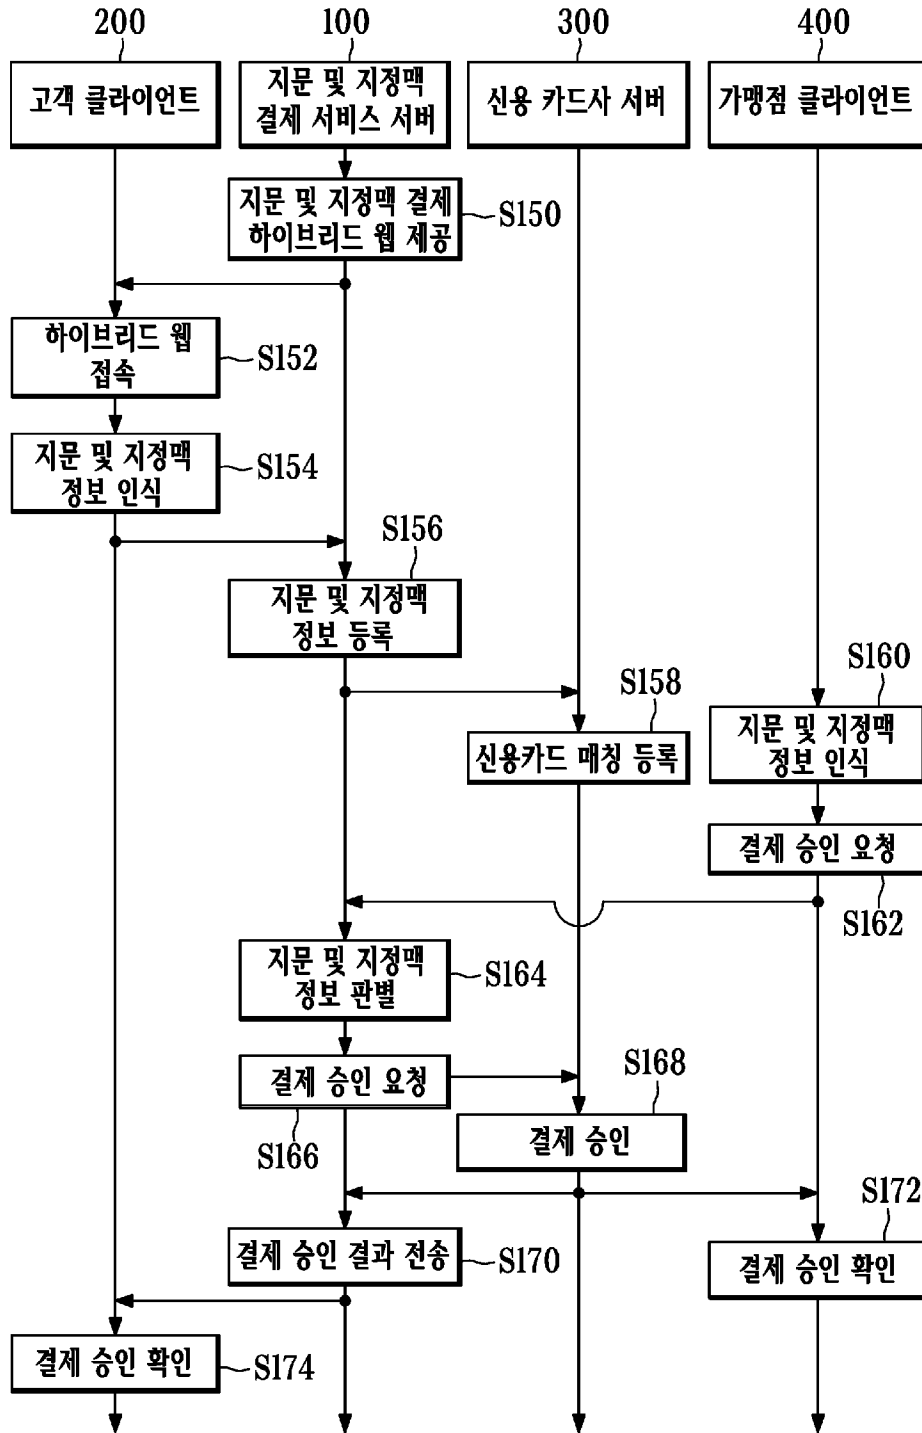 200
100
300
400
고객 클라이언트
지문 및 지정맥
결제 서비스 서버
신용 카드사 서버
가맹점 클라이언트
지문 및 지정맥 결제
하이브리드 웹 제공
S150
하이브리드 웹
접속
S152
지문 및 지정맥
정보 인식
S154
S156
지문 및 지정맥
정보 등록
S158
신용카드 매칭 등록
S160
지문 및 지정맥
정보 인식
결제 승인 요청
S162
지문 및 지정맥
정보 판별
S164
결제 승인 요청
S166
S168
결제 승인
S172
결제 승인 결과 전송
S170
결제 승인 확인
결제 승인 확인
S174